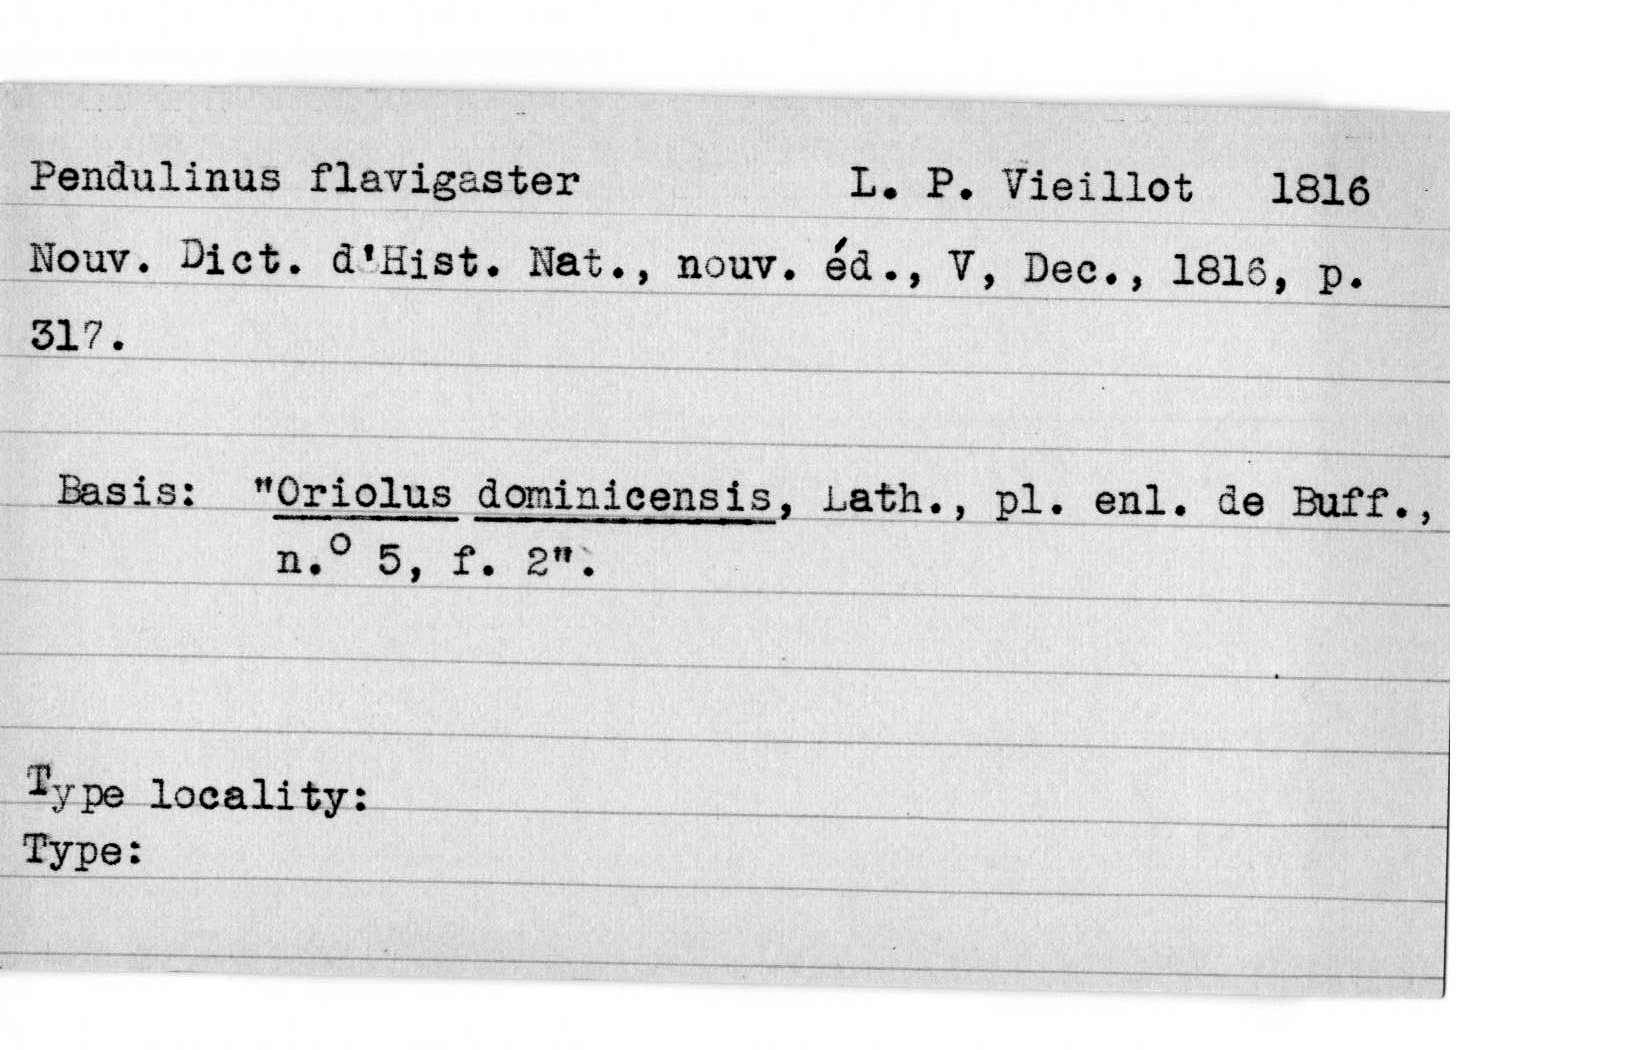 Pendulinus flavigaster L. P. Vieillot 1816
Nouv. Dict. d'Hist. Nat., nouv. éd., V, Dec., 1816, p.
317.
Basis: "Oriolus dominicensis, Lath., pl. enl. de Buff.,
n.º 5, f. 2".
Type locality:
Type: